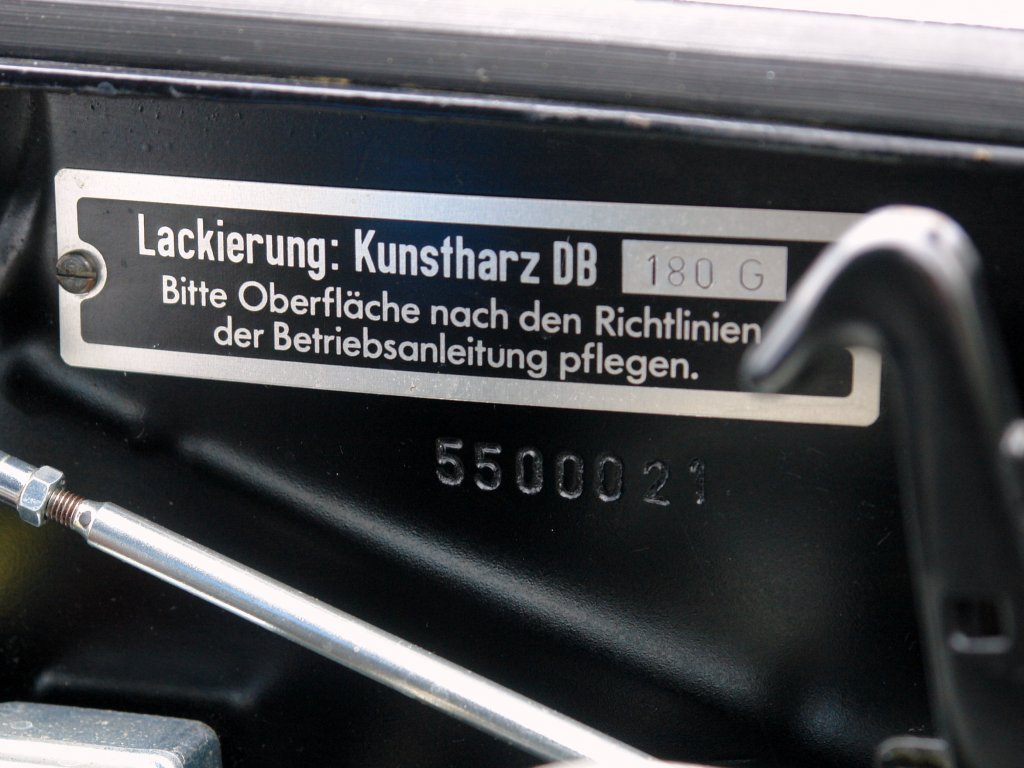 Lackierung: Kunstharz DB 180 G
Bitte Oberfläche nach den Richtlinien
der Betriebsanleitung pflegen.
5500021